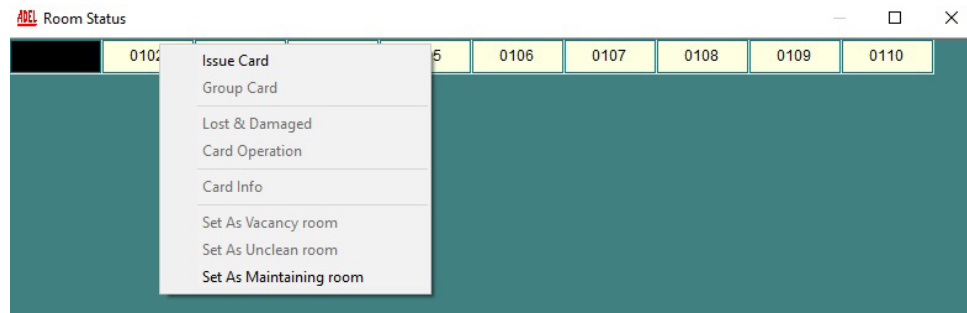 ADEL Room Status
0102 5 0106 0107 0108 0109 0110
Issue Card
Group Card
Lost & Damaged
Card Operation
Card Info
Set As Vacancy room
Set As Unclean room
Set As Maintaining room